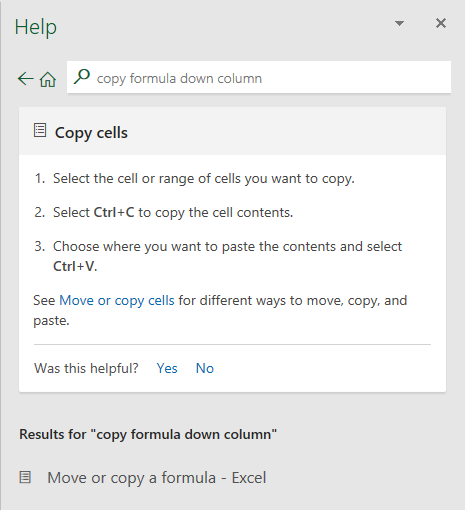 Help
copy formula down column
Copy cells
1. Select the cell or range of cells you want to copy.
2. Select Ctrl+C to copy the cell contents.
3. Choose where you want to paste the contents and select
Ctrl+V.
See Move or copy cells for different ways to move, copy, and
paste.
Was this helpful? Yes No
Results for "copy formula down column"
Move or copy a formula - Excel